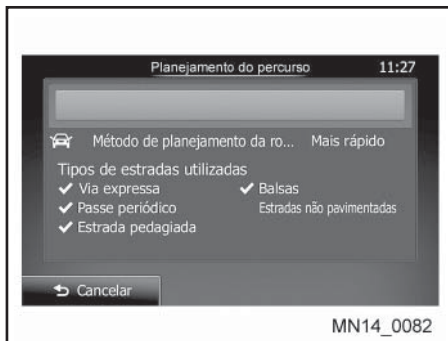 Planejamento do percurso 11:27
Método de planejamento da ro... Mais rápido
Tipos de estradas utilizadas
✓ Via expressa ✓ Balsas
✓ Passe periódico Estradas não pavimentadas
✓ Estrada pedagiada
Cancelar
MN14_0082